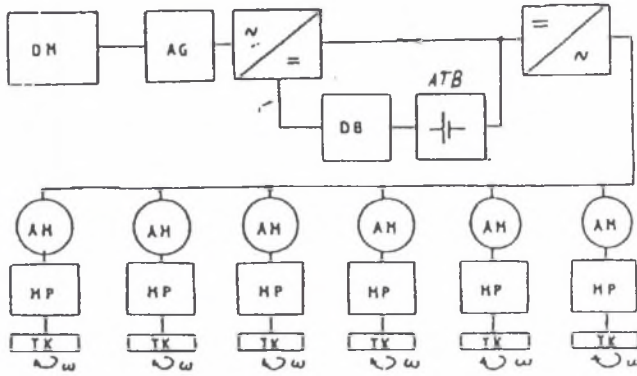 DM AG ~ = = ~
ATB
DB
AM AM AM AM AM AM
MP MP MP MP MP MP
TK TK TK TK TK TK
ω ω ω ω ω ω